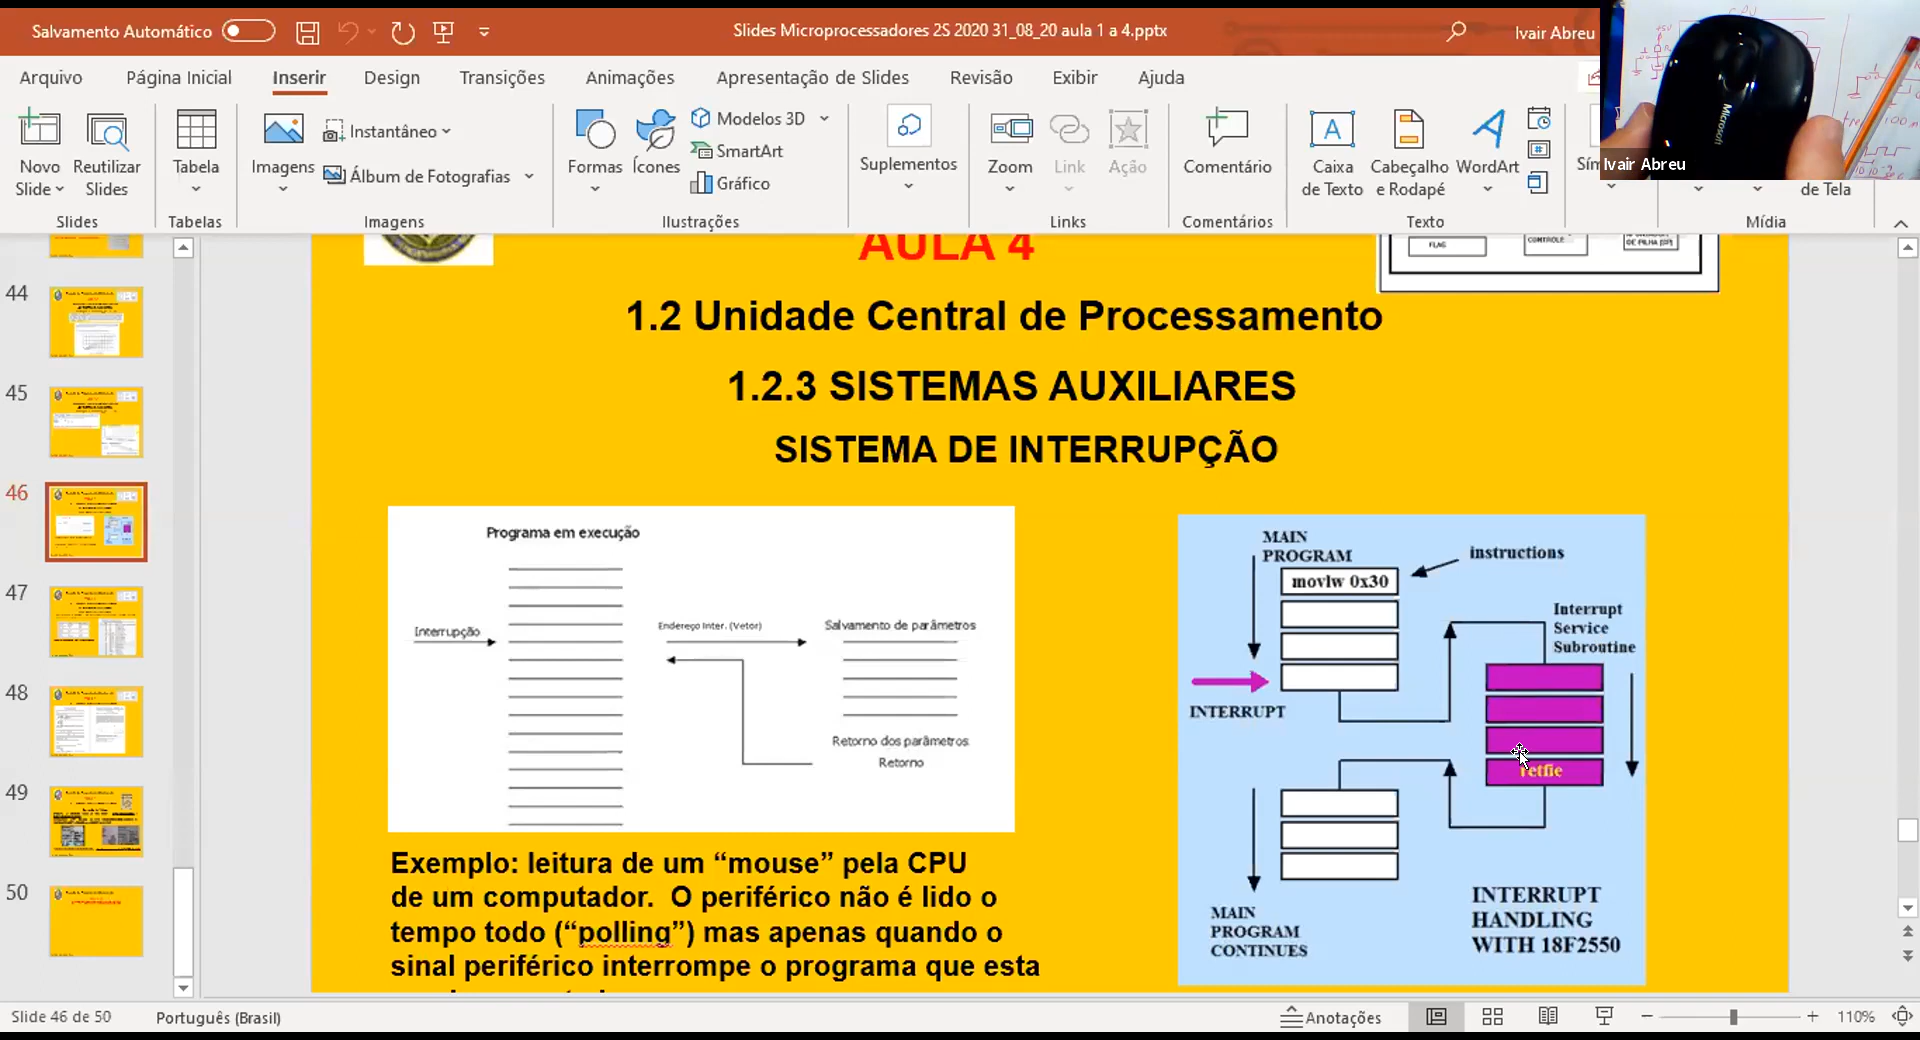 Salvamento Automático
Slides Microprocessadores 2S 2020 31_08_20 aula 1 a 4.pptx
Ivair Abreu
Arquivo
Página Inicial
Inserir
Design
Transições
Animações
Apresentação de Slides
Revisão
Exibir
Ajuda
Novo
Slide
Reutilizar
Slides
Tabela
Imagens
Instantâneo
Álbum de Fotografias
Formas
Ícones
Modelos 3D
SmartArt
Gráfico
Suplementos
Zoom
Link
Ação
Comentário
Caixa
de Texto
Cabeçalho
e Rodapé
WordArt
de Tela
Slides
Tabelas
Imagens
Ilustrações
Links
Comentários
Texto
Mídia
Microsoft
Ivair Abreu
+5V
44
45
46
47
48
49
50
AULA 4
FLAG
CONTROLE
DE PILHA (SP)
1.2 Unidade Central de Processamento
1.2.3 SISTEMAS AUXILIARES
SISTEMA DE INTERRUPÇÃO
Programa em execução
Interrupção
Endereço Inter. (Vetor)
Salvamento de parâmetros
Retorno dos parâmetros
Retorno
MAIN
PROGRAM
instructions
movlw 0x30
Interrupt
Service
Subroutine
INTERRUPT
retfie
MAIN
PROGRAM
CONTINUES
INTERRUPT
HANDLING
WITH 18F2550
Exemplo: leitura de um “mouse” pela CPU
de um computador. O periférico não é lido o
tempo todo (“polling”) mas apenas quando o
sinal periférico interrompe o programa que esta
Slide 46 de 50
Português (Brasil)
Anotações
110%